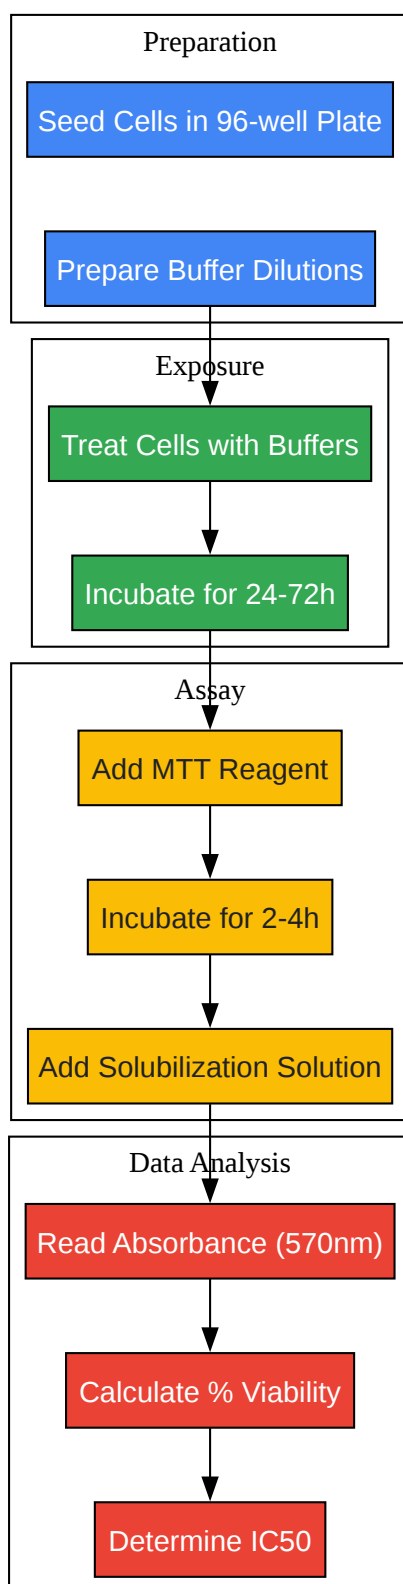 Preparation
Seed Cells in 96-well Plate
Prepare Buffer Dilutions
Exposure
Treat Cells with Buffers
Incubate for 24-72h
Assay
Add MTT Reagent
Incubate for 2-4h
Add Solubilization Solution
Data Analysis
Read Absorbance (570nm)
Calculate % Viability
Determine IC50